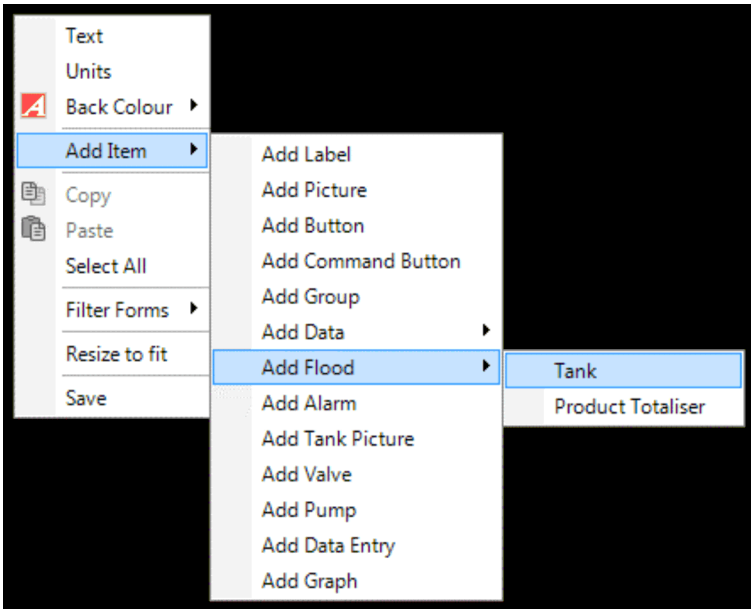 Text
Units
Back Colour
Add Item
Copy
Paste
Select All
Filter Forms
Resize to fit
Save
Add Label
Add Picture
Add Button
Add Command Button
Add Group
Add Data
Add Flood
Add Alarm
Add Tank Picture
Add Valve
Add Pump
Add Data Entry
Add Graph
Tank
Product Totaliser